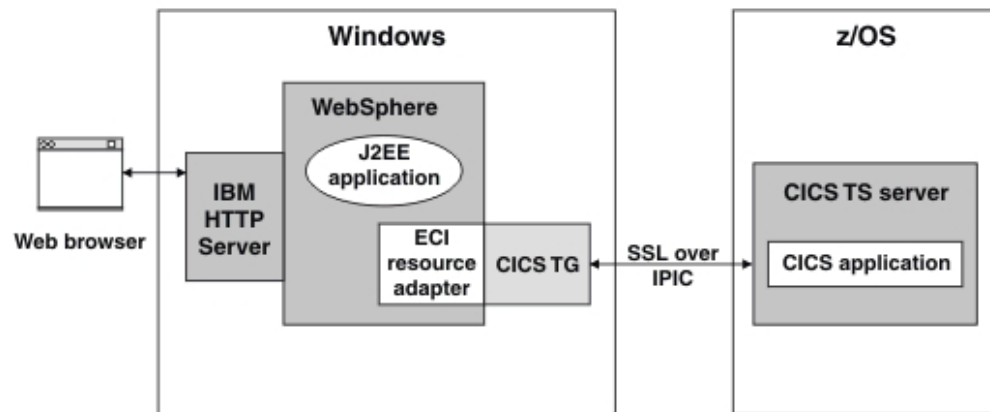 Windows
z/OS
WebSphere
J2EE
application
IBM
HTTP
Server
Web browser
ECI
resource
adapter
CICS TG
SSL over
IPIC
CICS TS server
CICS application